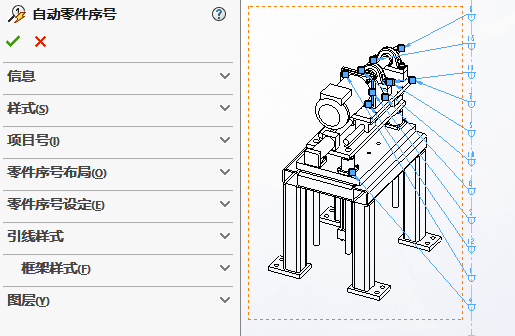 自动零件序号
信息
样式(S)
项目号(I)
零件序号布局(O)
零件序号设定(E)
引线样式
框架样式(F)
图层(Y)